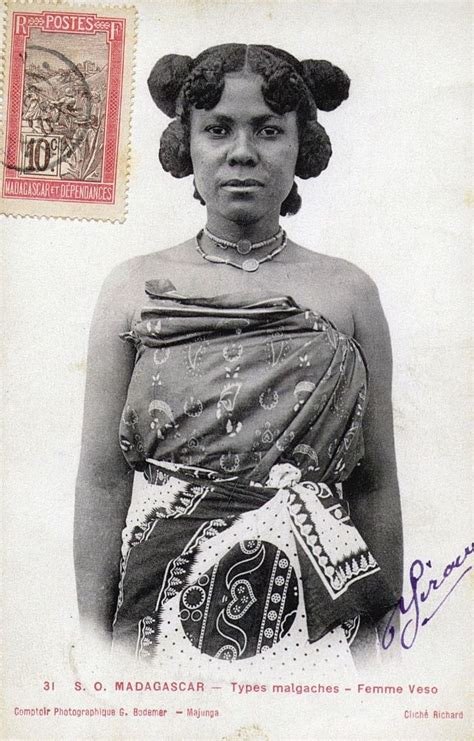 R POSTES F
10c
MADAGASCAR ET DÉPENDANCES
31 S. O. MADAGASCAR — Types malgaches – Femme Veso
Comptoir Photographique G. Bodemer – Majunga. Cliché Richard